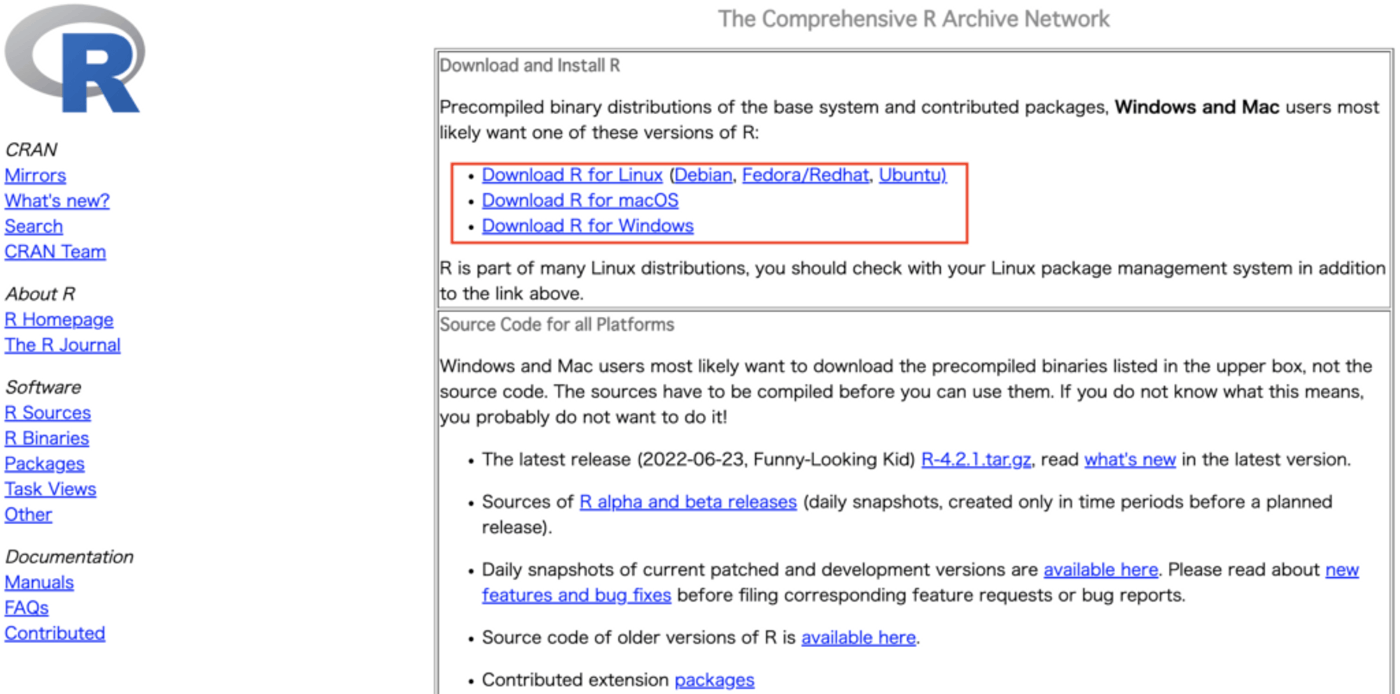 The Comprehensive R Archive Network
R
CRAN
Mirrors
What's new?
Search
CRAN Team
About R
R Homepage
The R Journal
Software
R Sources
R Binaries
Packages
Task Views
Other
Documentation
Manuals
FAQs
Contributed
Download and Install R
Precompiled binary distributions of the base system and contributed packages, Windows and Mac users most
likely want one of these versions of R:
• Download R for Linux (Debian, Fedora/Redhat, Ubuntu)
• Download R for macOS
• Download R for Windows
R is part of many Linux distributions, you should check with your Linux package management system in addition
to the link above.
Source Code for all Platforms
Windows and Mac users most likely want to download the precompiled binaries listed in the upper box, not the
source code. The sources have to be compiled before you can use them. If you do not know what this means,
you probably do not want to do it!
• The latest release (2022-06-23, Funny-Looking Kid) R-4.2.1.tar.gz, read what's new in the latest version.
• Sources of R alpha and beta releases (daily snapshots, created only in time periods before a planned
release).
• Daily snapshots of current patched and development versions are available here. Please read about new
features and bug fixes before filing corresponding feature requests or bug reports.
• Source code of older versions of R is available here.
• Contributed extension packages